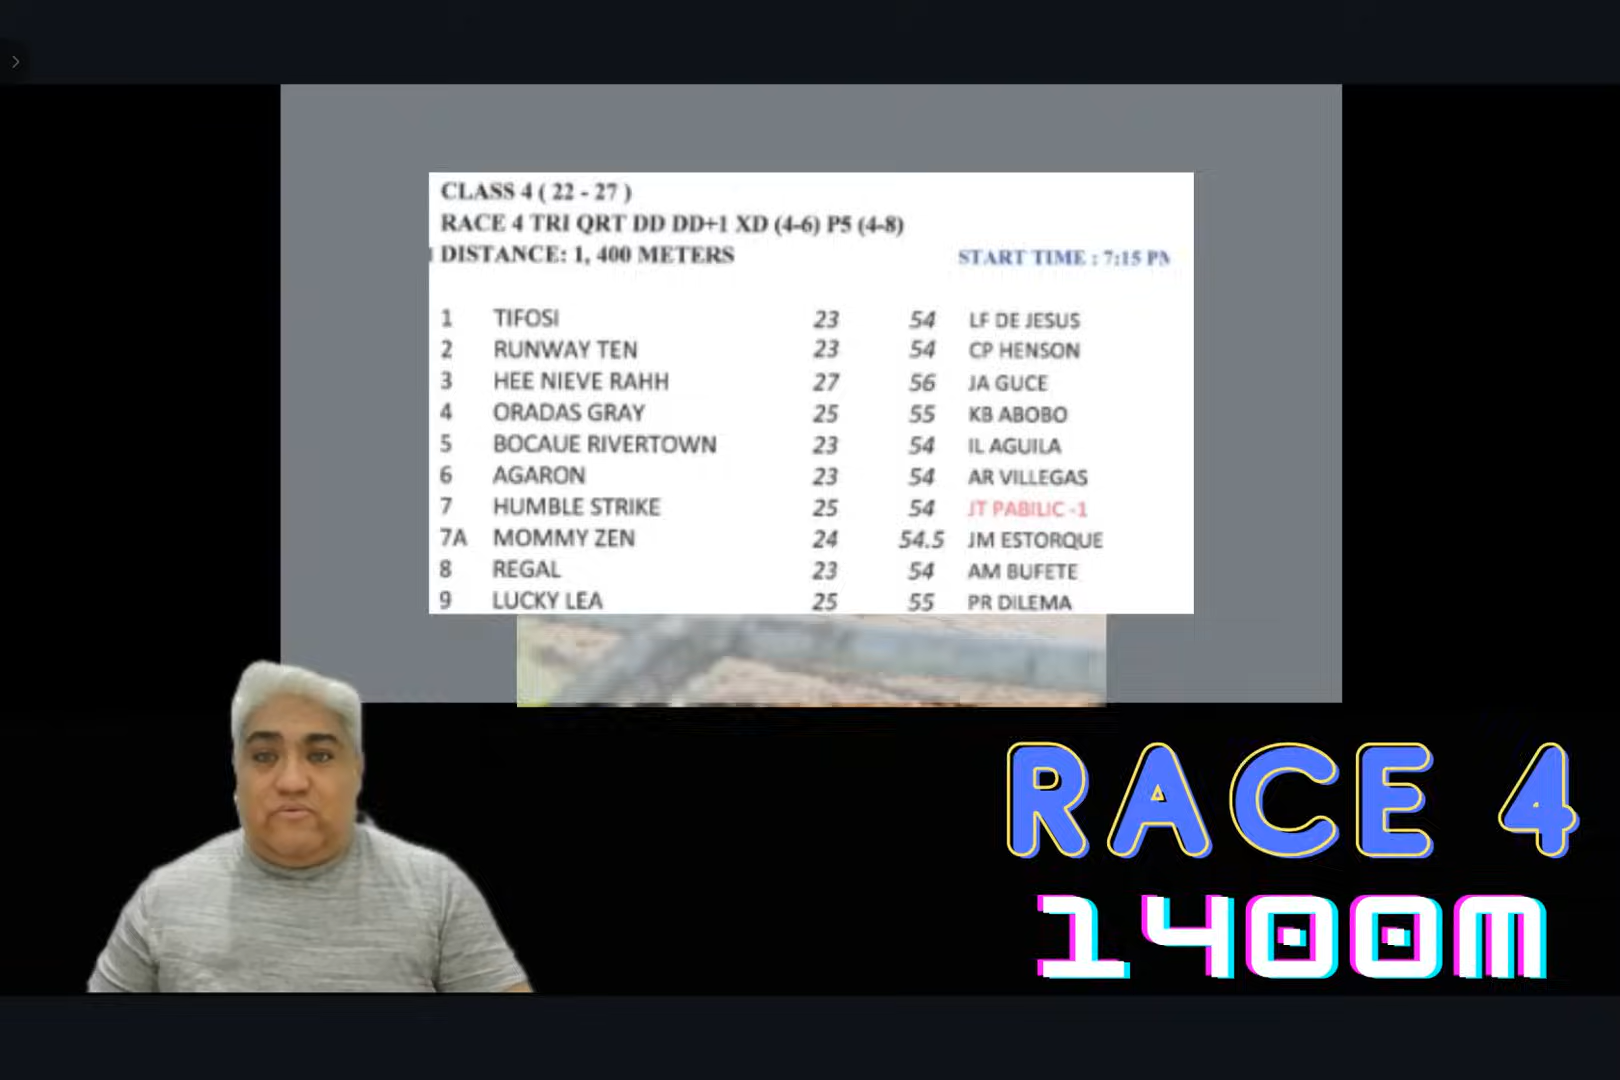 CLASS 4 ( 22 - 27 )
RACE 4 TRI QRT DD DD+1 XD (4-6) P5 (4-8)
DISTANCE: 1, 400 METERS START TIME : 7:15 PM
1 TIFOSI 23 54 LF DE JESUS
2 RUNWAY TEN 23 54 CP HENSON
3 HEE NIEVE RAHH 27 56 JA GUCE
4 ORADAS GRAY 25 55 KB ABOBO
5 BOCAUE RIVERTOWN 23 54 IL AGUILA
6 AGARON 23 54 AR VILLEGAS
7 HUMBLE STRIKE 25 54 JT PABILIC -1
7A MOMMY ZEN 24 54.5 JM ESTORQUE
8 REGAL 23 54 AM BUFETE
9 LUCKY LEA 25 55 PR DILEMA
RACE 4
1400M